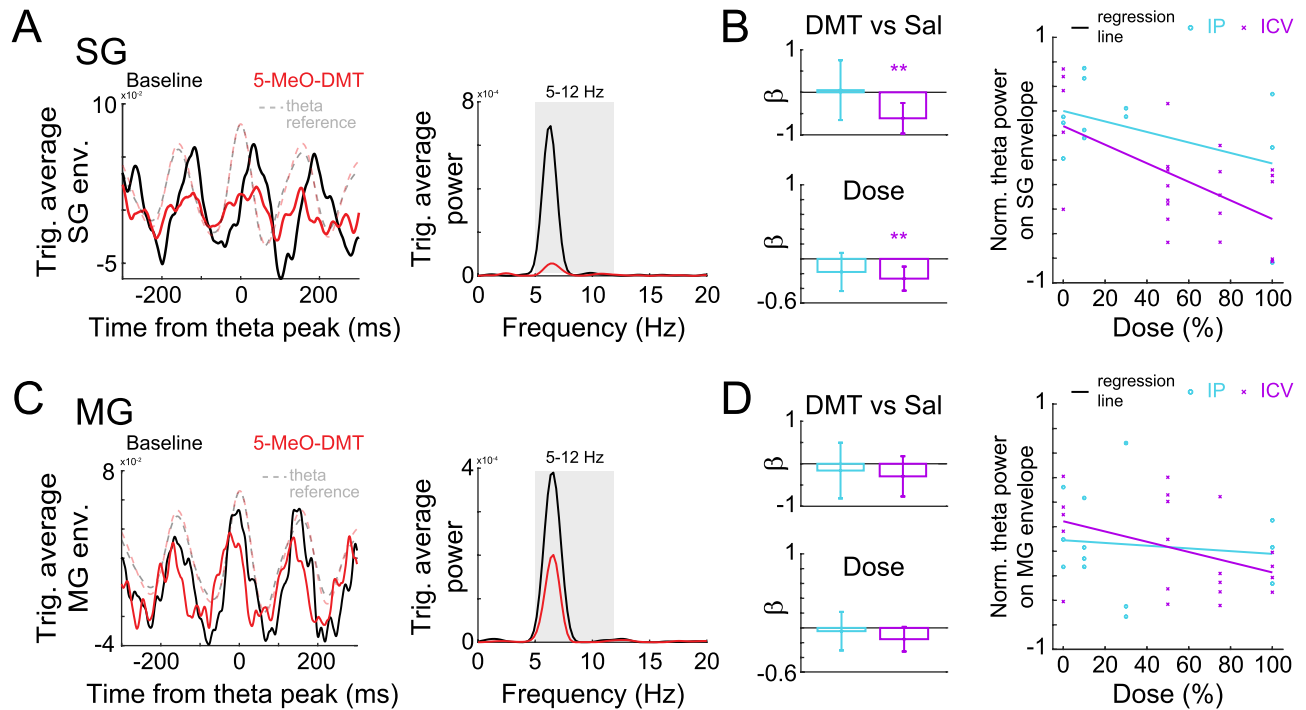 A
SG
Baseline
5-MeO-DMT
theta
reference
x10⁻²
10
-5
Trig. average
SG env.
-200
0
200
Time from theta peak (ms)
x10⁻⁴
8
0
5-12 Hz
Trig. average
power
0
5
10
15
20
Frequency (Hz)
B
DMT vs Sal
1
-1
β
**
Dose
1
-0.6
β
**
regression
line
IP
ICV
1
-1
Norm. theta power
on SG envelope
0
20
40
60
80
100
Dose (%)
C
MG
Baseline
5-MeO-DMT
theta
reference
x10⁻²
8
-4
Trig. average
MG env.
-200
0
200
Time from theta peak (ms)
x10⁻⁴
4
0
5-12 Hz
Trig. average
power
0
5
10
15
20
Frequency (Hz)
D
DMT vs Sal
1
-1
β
Dose
1
-0.6
β
regression
line
IP
ICV
1
-1
Norm. theta power
on MG envelope
0
20
40
60
80
100
Dose (%)